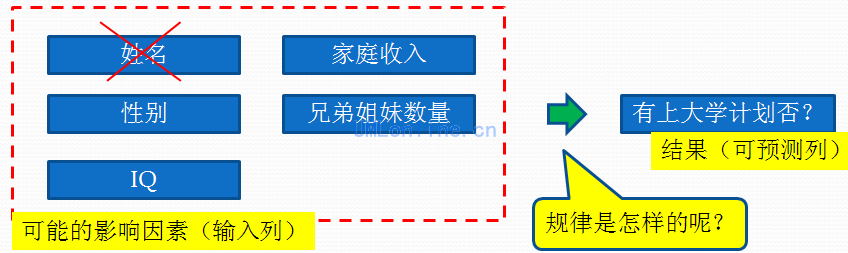 姓名
家庭收入
性别
兄弟姐妹数量
有上大学计划否？
UMLonline.cn
结果（可预测列）
IQ
可能的影响因素（输入列）
规律是怎样的呢？